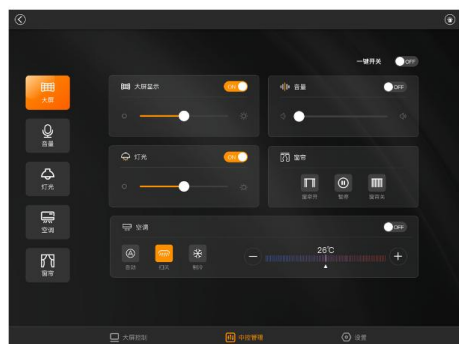 一键开关 OFF
大屏
大屏显示 ON
音量 OFF
音量
灯光 ON
窗帘
灯光
窗帘开 暂停 窗帘关
空调
空调 OFF
自动 扫风 制冷
26℃
窗帘
大屏控制 中控管理 设置